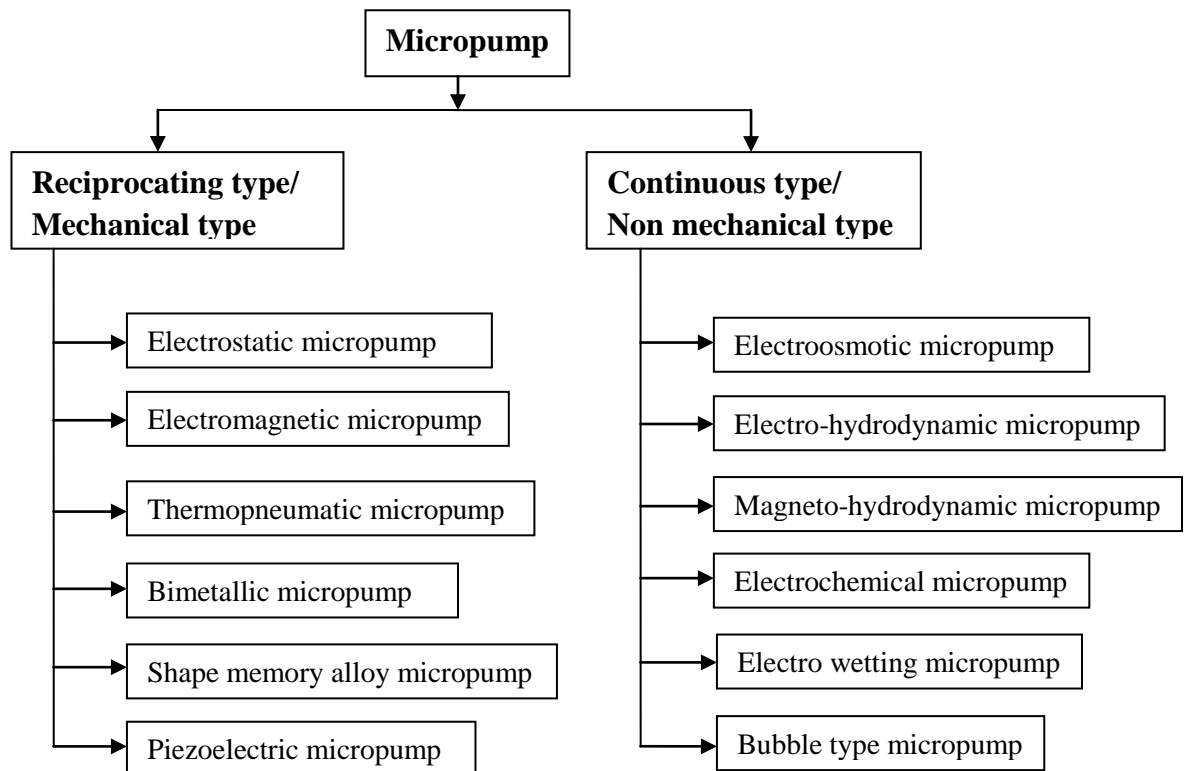 Micropump
Reciprocating type/
Mechanical type
Electrostatic micropump
Electromagnetic micropump
Thermopneumatic micropump
Bimetallic micropump
Shape memory alloy micropump
Piezoelectric micropump
Continuous type/
Non mechanical type
Electroosmotic micropump
Electro-hydrodynamic micropump
Magneto-hydrodynamic micropump
Electrochemical micropump
Electro wetting micropump
Bubble type micropump